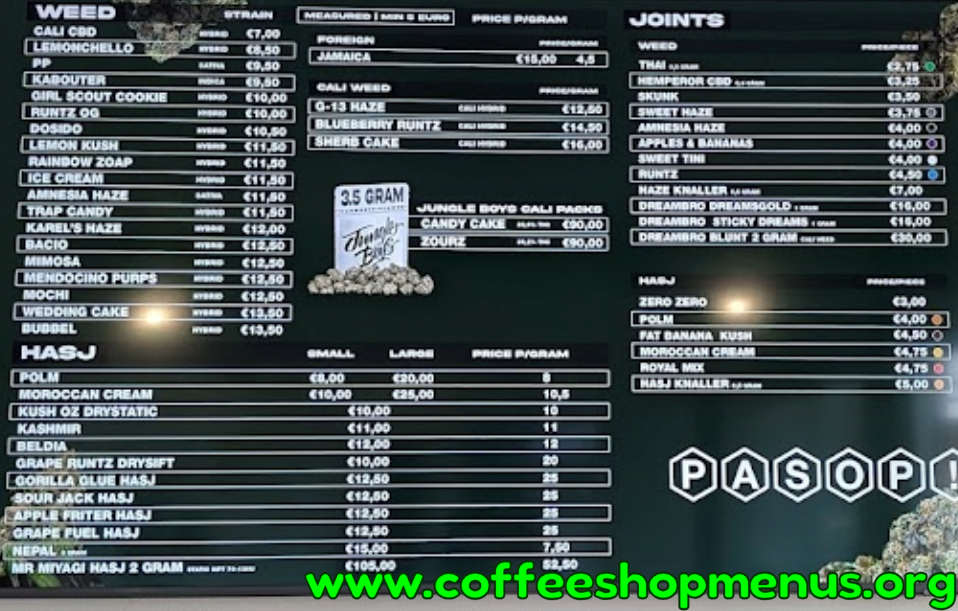 WEED STRAIN
CALI CBD HYBRID €7,00
LEMONCHELLO HYBRID €8,50
PP SATIVA €9,50
KABOUTER INDICA €9,50
GIRL SCOUT COOKIE HYBRID €10,00
RUNTZ OG HYBRID €10,00
DOSIDO HYBRID €10,50
LEMON KUSH HYBRID €11,50
RAINBOW ZOAP HYBRID €11,50
ICE CREAM HYBRID €11,50
AMNESIA HAZE SATIVA €11,50
TRAP CANDY HYBRID €11,50
KAREL'S HAZE HYBRID €12,00
BACIO HYBRID €12,50
MIMOSA HYBRID €12,50
MENDOCINO PURPS HYBRID €12,50
MOCHI HYBRID €12,50
WEDDING CAKE HYBRID €13,50
BUBBEL HYBRID €13,50
MEASURED | MIN 5 EURO PRICE P/GRAM
FOREIGN PRICE/GRAM
JAMAICA €15,00 4,5
CALI WEED PRICE/GRAM
G-13 HAZE CALI HYBRID €12,50
BLUEBERRY RUNTZ CALI HYBRID €14,50
SHERB CAKE CALI HYBRID €16,00
3.5 GRAM
Jungle Boys
JUNGLE BOYS CALI PACKS
CANDY CAKE €90,00
ZOURZ €90,00
HASJ SMALL LARGE PRICE P/GRAM
POLM €8,00 €20,00 8
MOROCCAN CREAM €10,00 €25,00 10,5
KUSH OZ DRYSTATIC €10,00 10
KASHMIR €11,00 11
BELDIA €12,00 12
GRAPE RUNTZ DRYSIFT €10,00 20
GORILLA GLUE HASJ €12,50 25
SOUR JACK HASJ €12,50 25
APPLE FRITER HASJ €12,50 25
GRAPE FUEL HASJ €12,50 25
NEPAL 2 GRAM €15,00 7,50
MR MIYAGI HASJ 2 GRAM €105,00 52,50
JOINTS
WEED PRICE/PIECE
THAI €2,75
HEMPEROR CBD €3,25
SKUNK €3,50
SWEET HAZE €3,75
AMNESIA HAZE €4,00
APPLES & BANANAS €4,00
SWEET TINI €4,00
RUNTZ €4,50
HAZE KNALLER €7,00
DREAMBRO DREAMSGOLD 1 GRAM €16,00
DREAMBRO STICKY DREAMS 1 GRAM €16,00
DREAMBRO BLUNT 2 GRAM CALI WEED €30,00
HASJ PRICE/PIECE
ZERO ZERO €3,00
POLM €4,00
FAT BANANA KUSH €4,50
MOROCCAN CREAM €4,75
ROYAL MIX €4,75
HASJ KNALLER €5,00
PASOP!
www.coffeeshopmenus.org